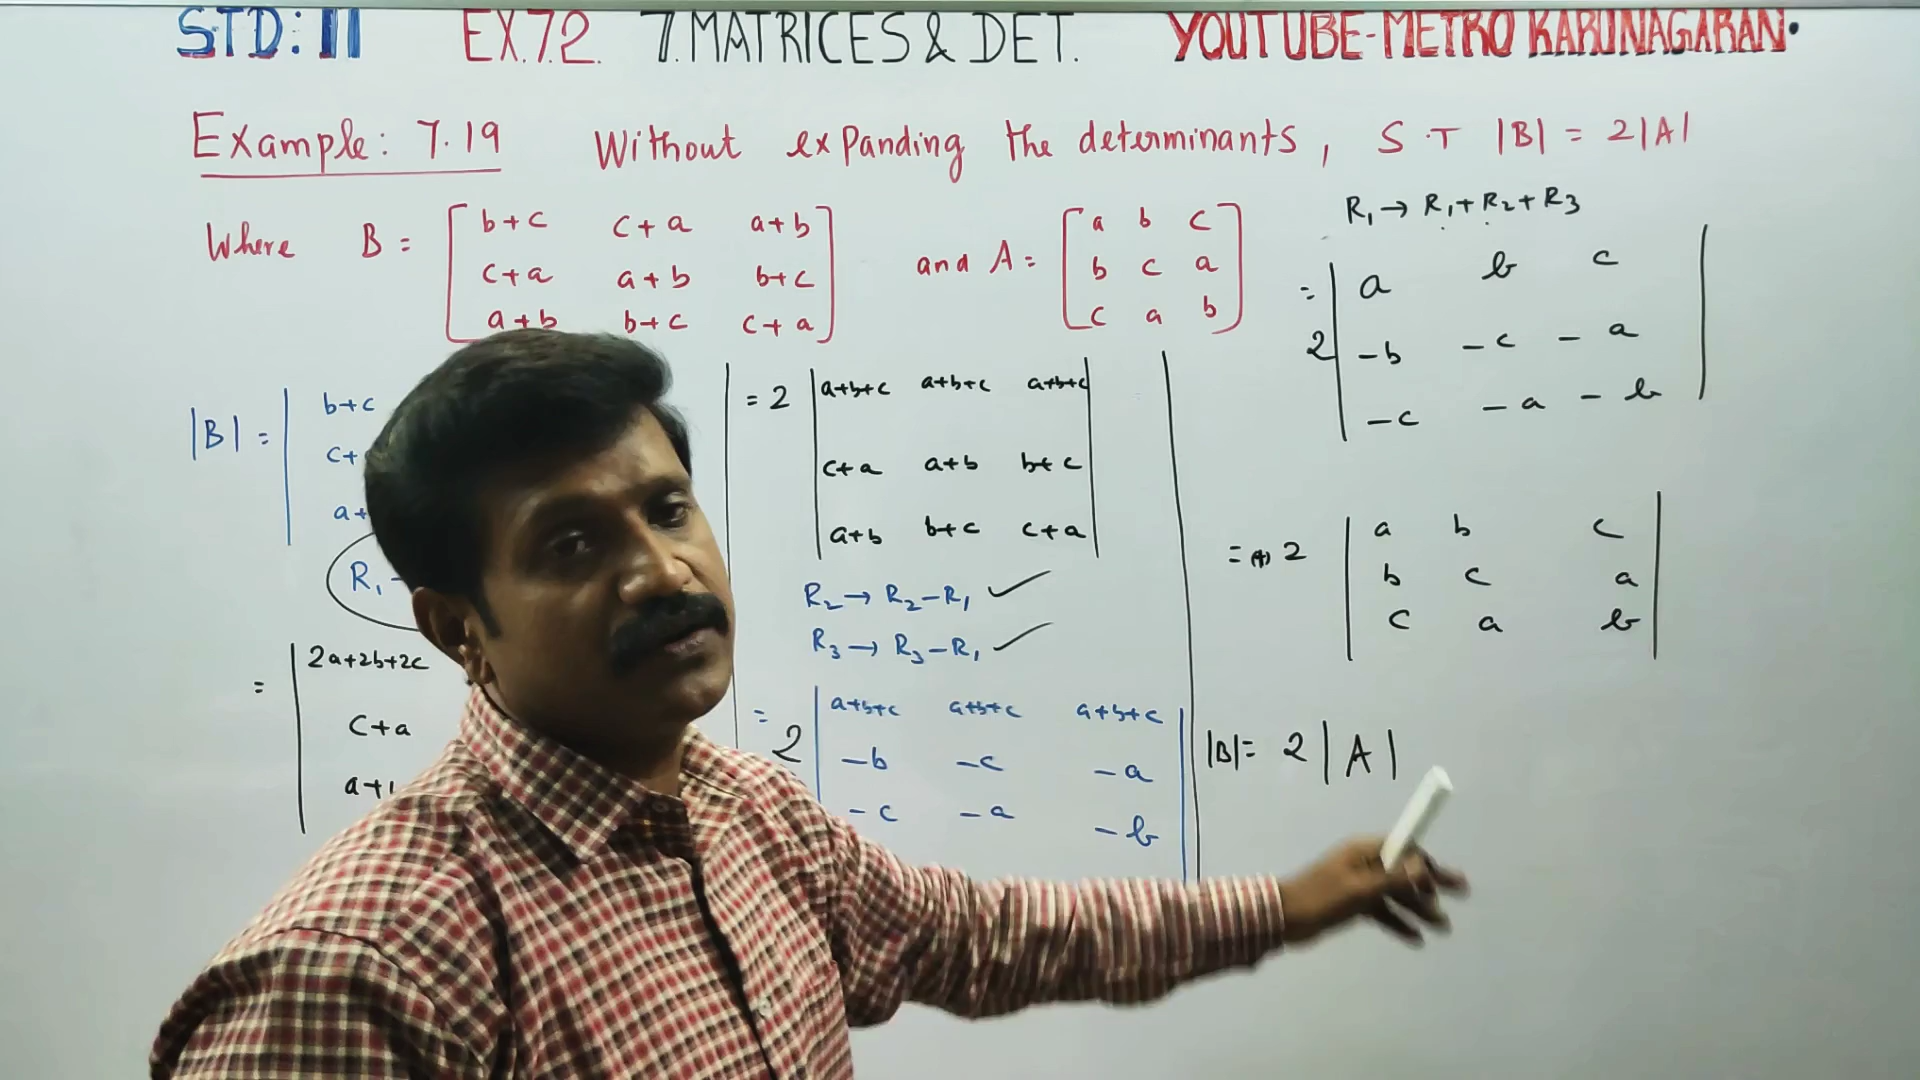 STD: 11 EX.7.2. 7.MATRICES & DET. YOUTUBE-METRO KARUNAGARAN.
Example: 7.19 Without expanding the determinants, S.T |B| = 2|A|
Where B = [ b+c c+a a+b
c+a a+b b+c
a+b b+c c+a ]
and A = [ a b c
b c a
c a b ]
|B| = | b+c
c+
a+
R₁ -
= | 2a+2b+2c
c+a
a+
= 2 | a+b+c a+b+c a+b+c |
c+a a+b b+c
a+b b+c c+a
R₂ → R₂ - R₁ ✓
R₃ → R₃ - R₁ ✓
= 2 | a+b+c a+b+c a+b+c |
-b -c -a
-c -a -b
R₁ → R₁ + R₂ + R₃
= 2 | a b c |
-b -c -a
-c -a -b
= (+) 2 | a b c |
b c a
c a b
|B| = 2 |A|